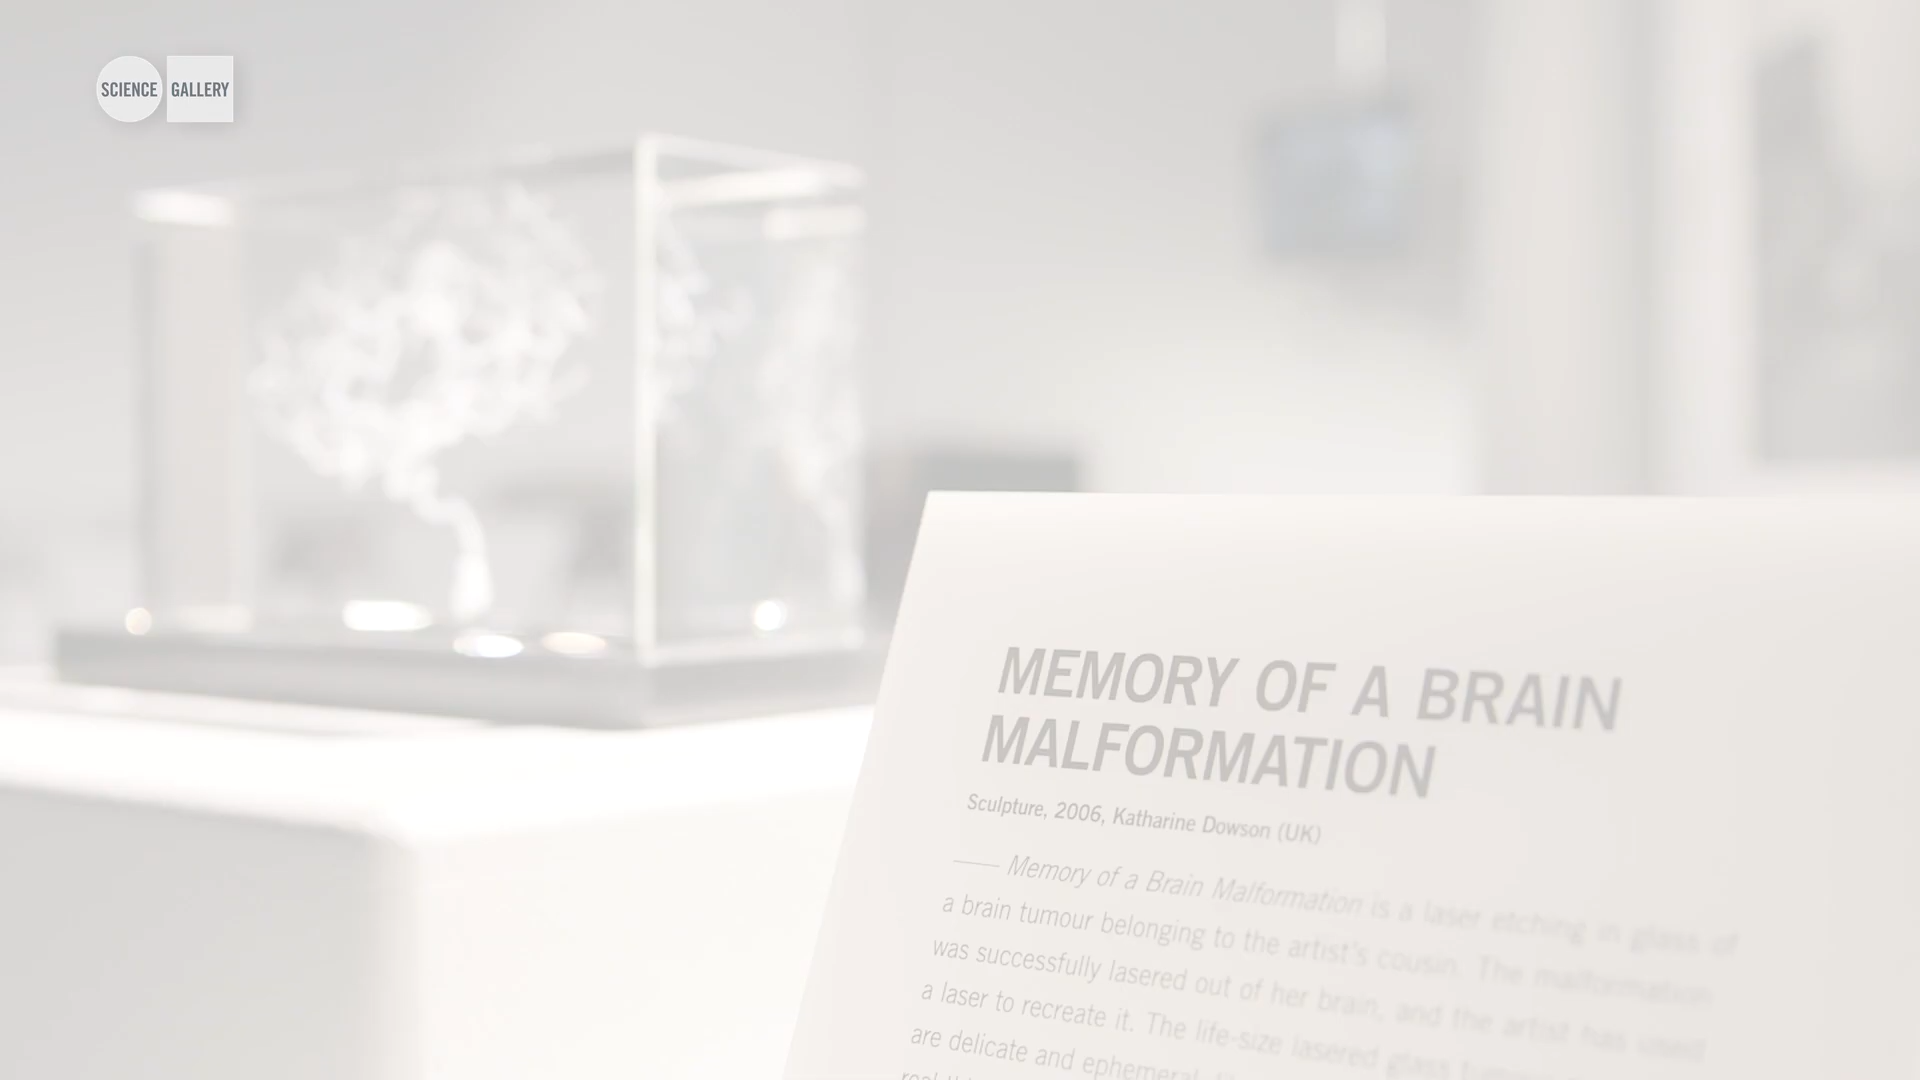 SCIENCE GALLERY
MEMORY OF A BRAIN
MALFORMATION
Sculpture, 2006, Katharine Dowson (UK)
— Memory of a Brain Malformation is a laser etching in glass of
a brain tumour belonging to the artist's cousin. The malformation
was successfully lasered out of her brain, and the artist has used
a laser to recreate it. The life-size lasered glass
are delicate and ephemeral,